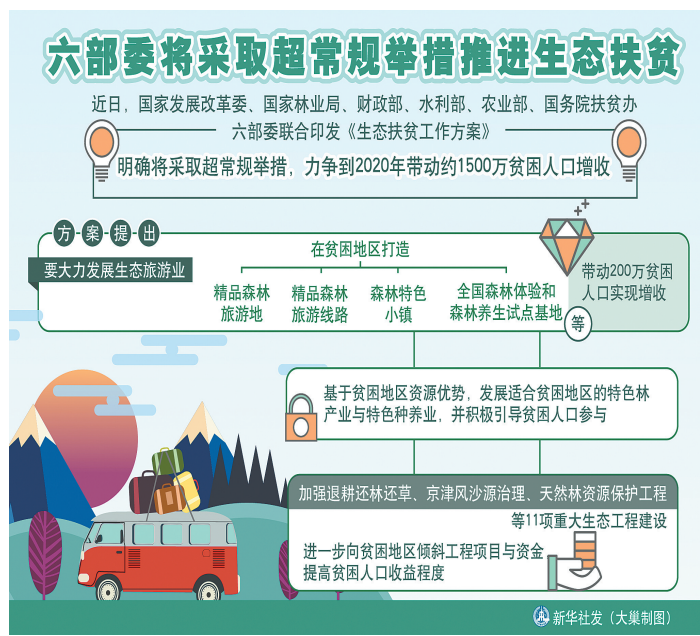 六部委将采取超常规举措推进生态扶贫
近日，国家发展改革委、国家林业局、财政部、水利部、农业部、国务院扶贫办
六部委联合印发《生态扶贫工作方案》
明确将采取超常规举措，力争到2020年带动约1500万贫困人口增收
方案提出
要大力发展生态旅游业
在贫困地区打造
精品森林
旅游地
精品森林
旅游线路
森林特色
小镇
全国森林体验和
森林养生试点基地
等
带动200万贫困
人口实现增收
基于贫困地区资源优势，发展适合贫困地区的特色林
产业与特色种养业，并积极引导贫困人口参与
加强退耕还林还草、京津风沙源治理、天然林资源保护工程
等11项重大生态工程建设
进一步向贫困地区倾斜工程项目与资金
提高贫困人口收益程度
新华社发（大巢制图）